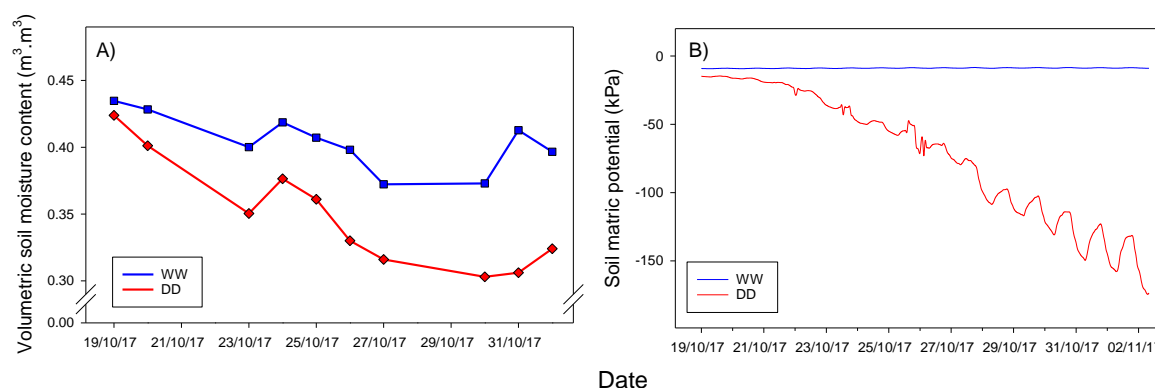 A)
Volumetric soil moisture content (m³.m³)
0.45
0.40
0.35
0.30
0.00
WW
DD
19/10/17 21/10/17 23/10/17 25/10/17 27/10/17 29/10/17 31/10/17
B)
Soil matric potential (kPa)
0
-50
-100
-150
WW
DD
19/10/17 21/10/17 23/10/17 25/10/17 27/10/17 29/10/17 31/10/17 02/11/17
Date